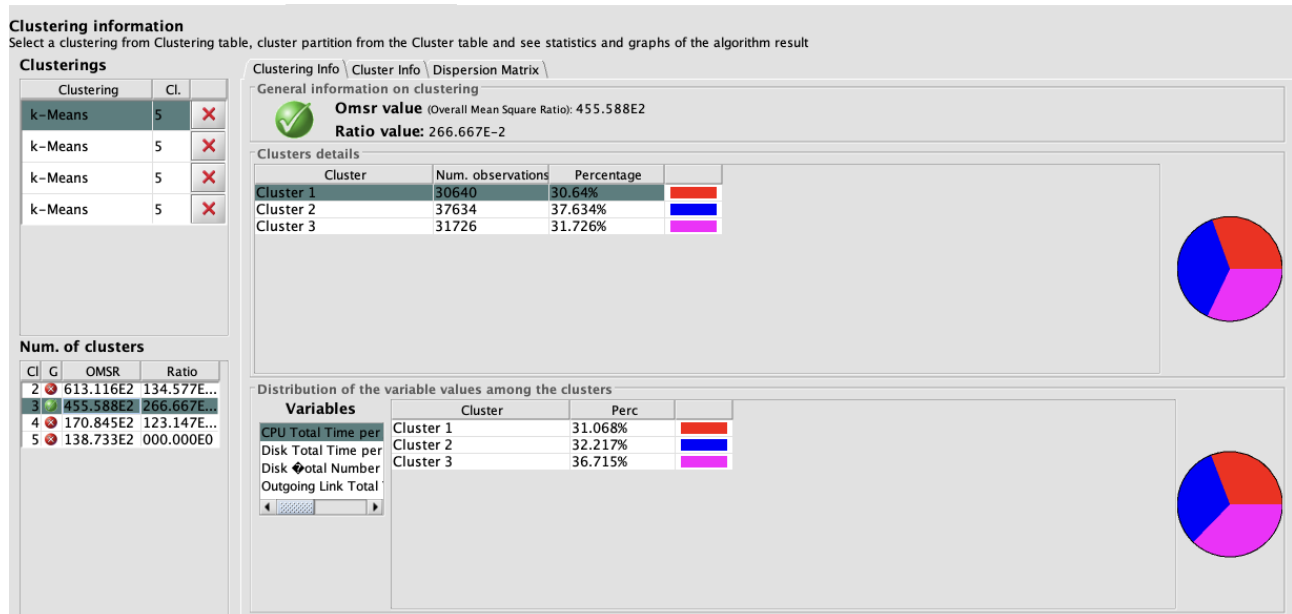 Clustering information
Select a clustering from Clustering table, cluster partition from the Cluster table and see statistics and graphs of the algorithm result
Clusterings
Clustering Cl.
k-Means 5
k-Means 5
k-Means 5
k-Means 5
Num. of clusters
Cl G OMSR Ratio
2 613.116E2 134.577E...
3 455.588E2 266.667E...
4 170.845E2 123.147E...
5 138.733E2 000.000E0
Clustering Info Cluster Info Dispersion Matrix
General information on clustering
Omsr value (Overall Mean Square Ratio): 455.588E2
Ratio value: 266.667E-2
Clusters details
Cluster Num. observations Percentage
Cluster 1 30640 30.64%
Cluster 2 37634 37.634%
Cluster 3 31726 31.726%
Distribution of the variable values among the clusters
Variables
CPU Total Time per
Disk Total Time per
Disk �otal Number
Outgoing Link Total
Cluster Perc
Cluster 1 31.068%
Cluster 2 32.217%
Cluster 3 36.715%